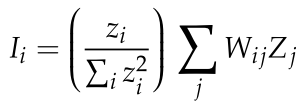 I_i = \left( \frac{z_i}{\sum_i z_i^2} \right) \sum_j W_{ij} Z_j